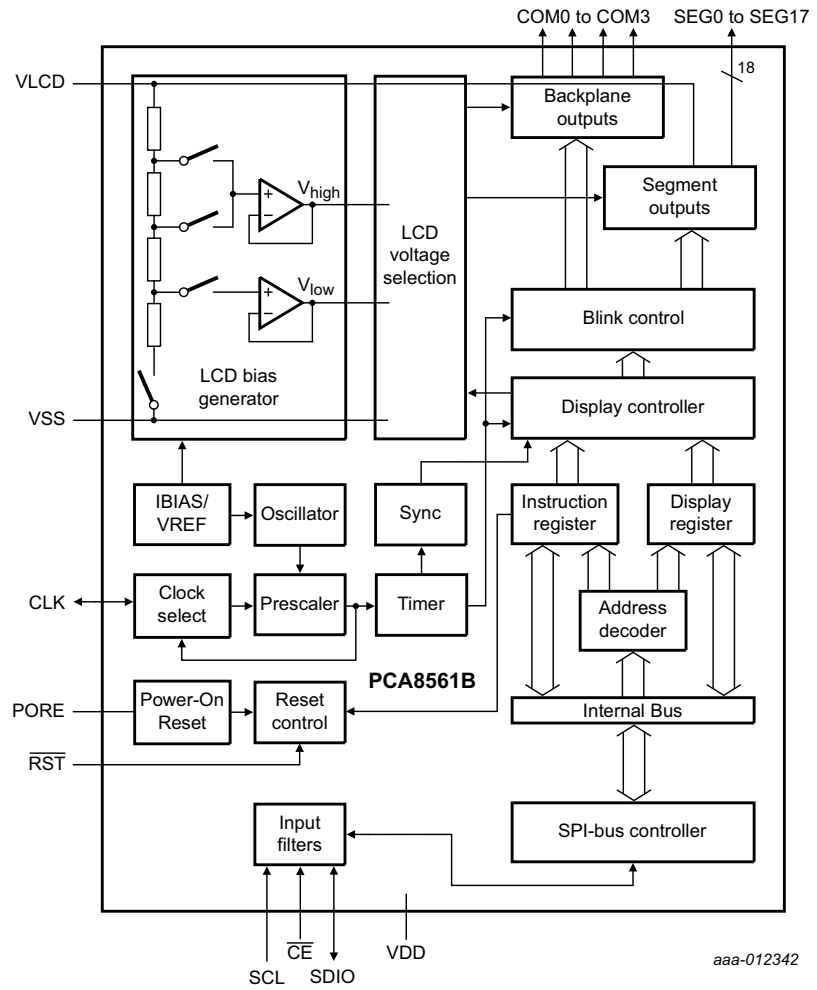 COM0 to COM3
SEG0 to SEG17
18
VLCD
Backplane
outputs
Segment
outputs
Vhigh
Vlow
LCD
voltage
selection
LCD bias
generator
Blink control
Display controller
VSS
IBIAS/
VREF
Oscillator
Sync
Instruction
register
Display
register
CLK
Clock
select
Prescaler
Timer
Address
decoder
PCA8561B
PORE
Power-On
Reset
Reset
control
Internal Bus
RST
Input
filters
SPI-bus controller
SCL
CE
SDIO
VDD
aaa-012342